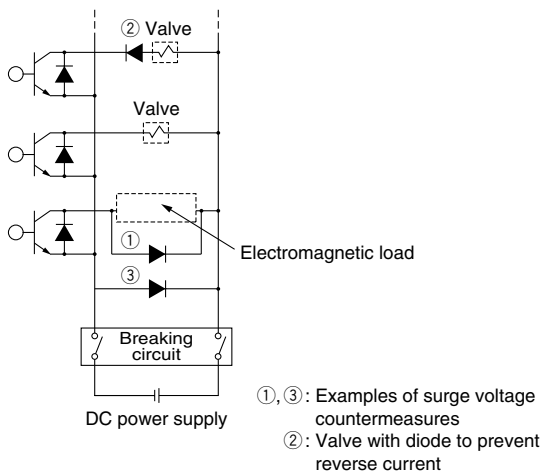 ② Valve
Valve
①
Electromagnetic load
③
Breaking
circuit
DC power supply
①, ③: Examples of surge voltage
countermeasures
②: Valve with diode to prevent
reverse current